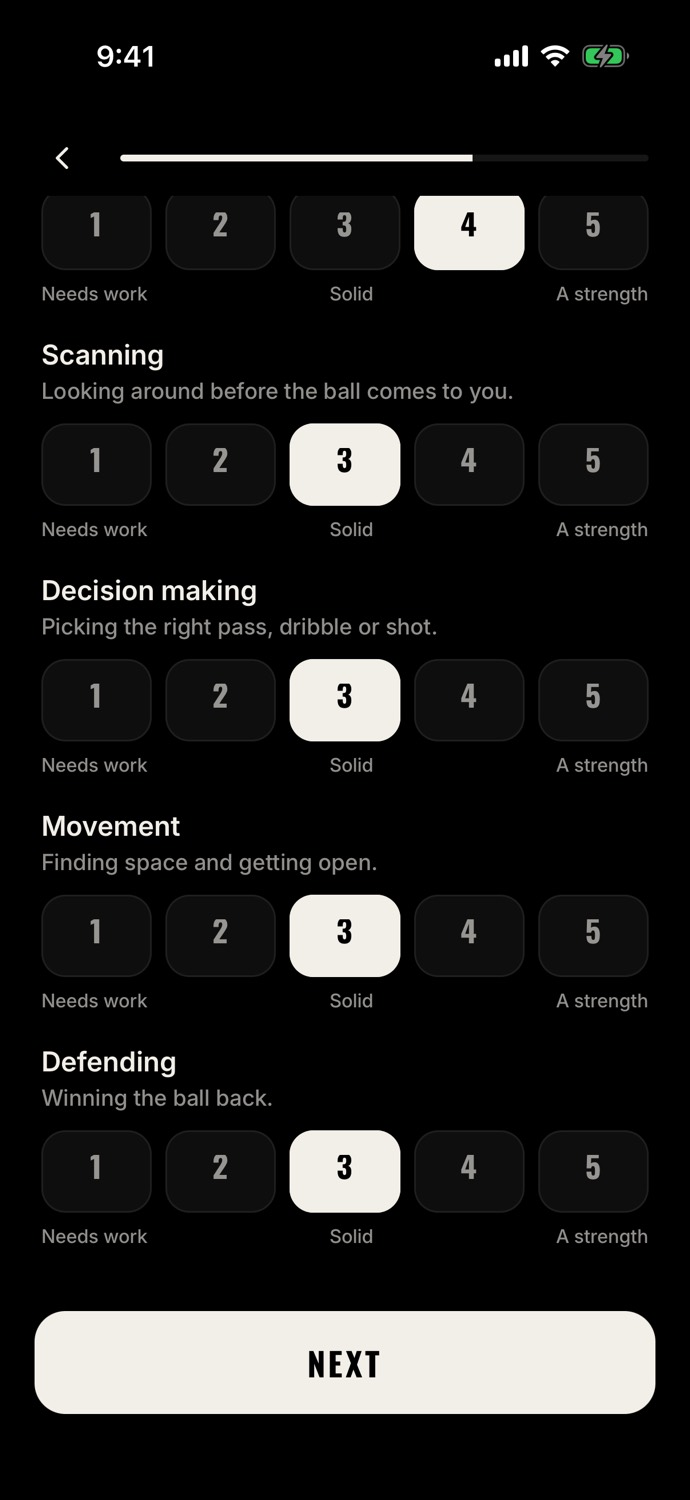 9:41
1 2 3 4 5
Needs work Solid A strength
Scanning
Looking around before the ball comes to you.
1 2 3 4 5
Needs work Solid A strength
Decision making
Picking the right pass, dribble or shot.
1 2 3 4 5
Needs work Solid A strength
Movement
Finding space and getting open.
1 2 3 4 5
Needs work Solid A strength
Defending
Winning the ball back.
1 2 3 4 5
Needs work Solid A strength
NEXT